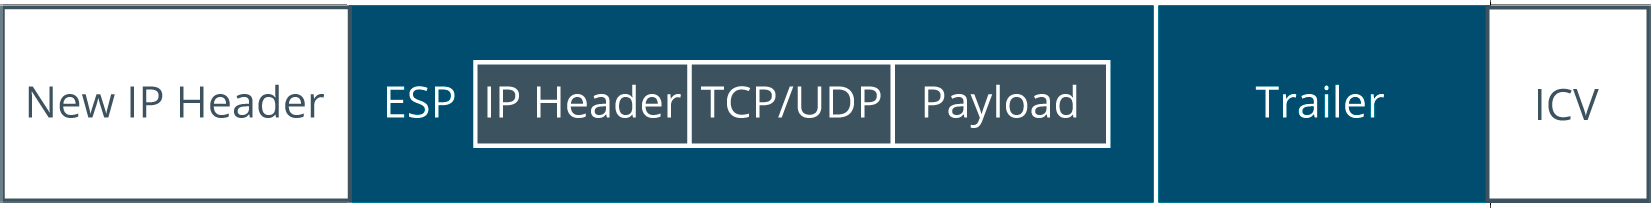 New IP Header ESP IP Header TCP/UDP Payload Trailer ICV